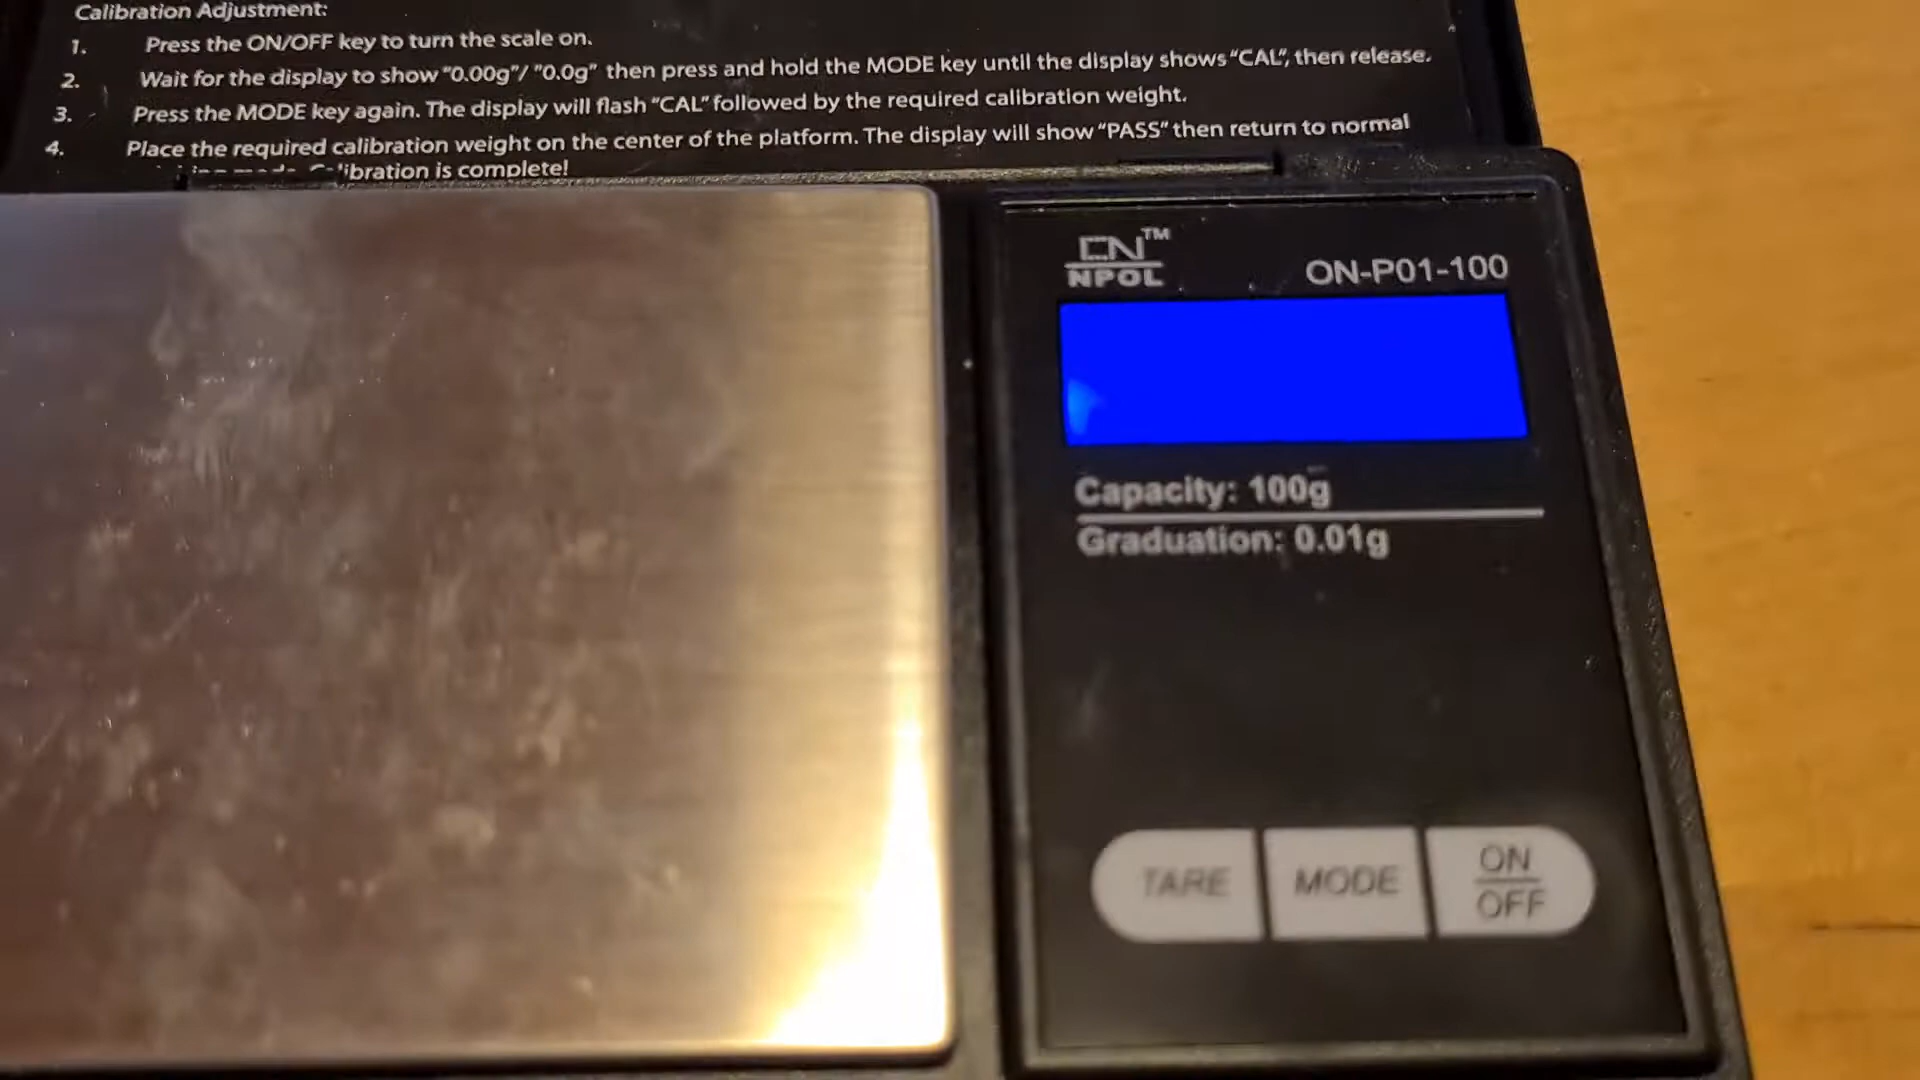 Calibration Adjustment:
1. Press the ON/OFF key to turn the scale on.
2. Wait for the display to show "0.00g"/ "0.0g" then press and hold the MODE key until the display shows "CAL", then release.
3. Press the MODE key again. The display will flash "CAL" followed by the required calibration weight.
4. Place the required calibration weight on the center of the platform. The display will show "PASS" then return to normal
ibration is complete!
CN™
NPOL
ON-P01-100
Capacity: 100g
Graduation: 0.01g
TARE
MODE
ON
OFF